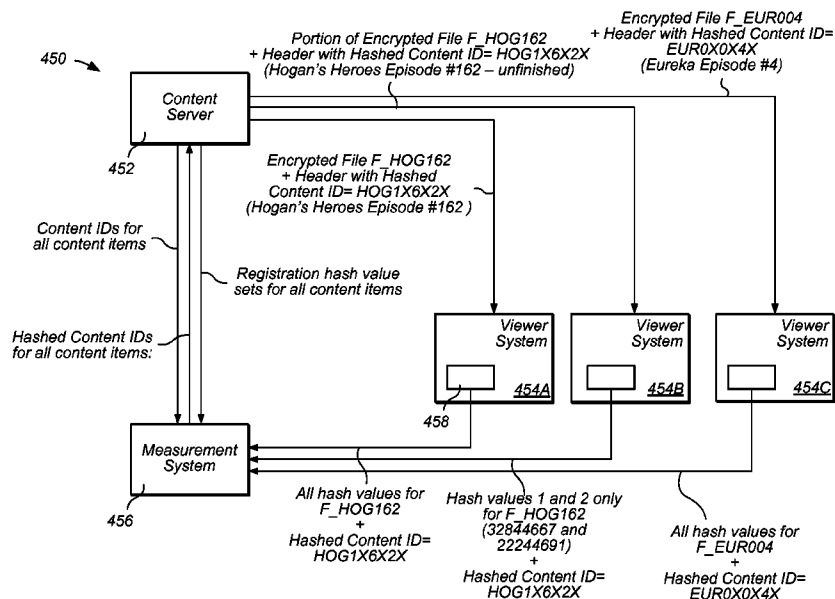 Encrypted File F_EUR004
+ Header with Hashed Content ID=
EUR0X0X4X
(Eureka Episode #4)
Portion of Encrypted File F_HOG162
+ Header with Hashed Content ID= HOG1X6X2X
(Hogan's Heroes Episode #162 – unfinished)
450
Content
Server
452
Encrypted File F_HOG162
+ Header with Hashed
Content ID= HOG1X6X2X
(Hogan's Heroes Episode #162 )
Content IDs for
all content items
Registration hash value
sets for all content items
Hashed Content IDs
for all content items:
Viewer
System
454A
458
Viewer
System
454B
Viewer
System
454C
Measurement
System
456
All hash values for
F_HOG162
+
Hashed Content ID=
HOG1X6X2X
Hash values 1 and 2 only
for F_HOG162
(32844667 and
22244691)
+
Hashed Content ID=
HOG1X6X2X
All hash values for
F_EUR004
+
Hashed Content ID=
EUR0X0X4X